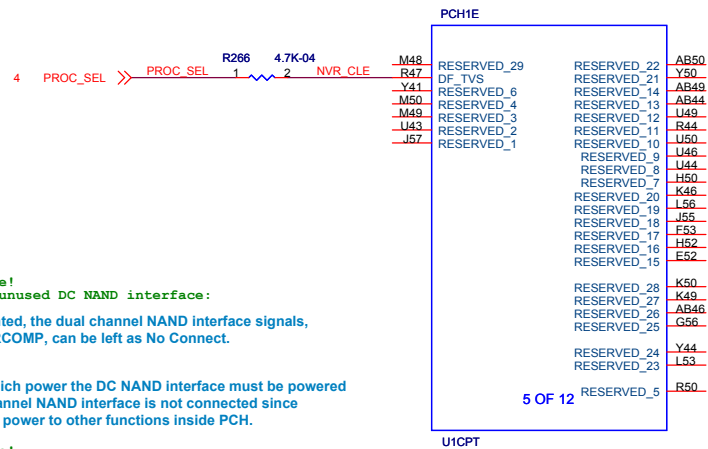 PCH1E
R266 4.7K-04
4 PROC_SEL PROC_SEL 1 2 NVR_CLE
M48 RESERVED_29
R47 DF_TVS
Y41 RESERVED_6
M50 RESERVED_4
M49 RESERVED_3
U43 RESERVED_2
J57 RESERVED_1
RESERVED_22 AB50
RESERVED_21 Y50
RESERVED_14 AB49
RESERVED_13 AB44
RESERVED_12 U49
RESERVED_11 R44
RESERVED_10 U50
RESERVED_9 U46
RESERVED_8 U44
RESERVED_7 H50
RESERVED_20 K46
RESERVED_19 L56
RESERVED_18 J55
RESERVED_17 F53
RESERVED_16 H52
RESERVED_15 E52
RESERVED_28 K50
RESERVED_27 K49
RESERVED_26 AB46
RESERVED_25 G56
RESERVED_24 Y44
RESERVED_23 L53
RESERVED_5 R50
5 OF 12
U1CPT
e!
unused DC NAND interface:
ted, the dual channel NAND interface signals,
RCOMP, can be left as No Connect.
ich power the DC NAND interface must be powered
annel NAND interface is not connected since
power to other functions inside PCH.